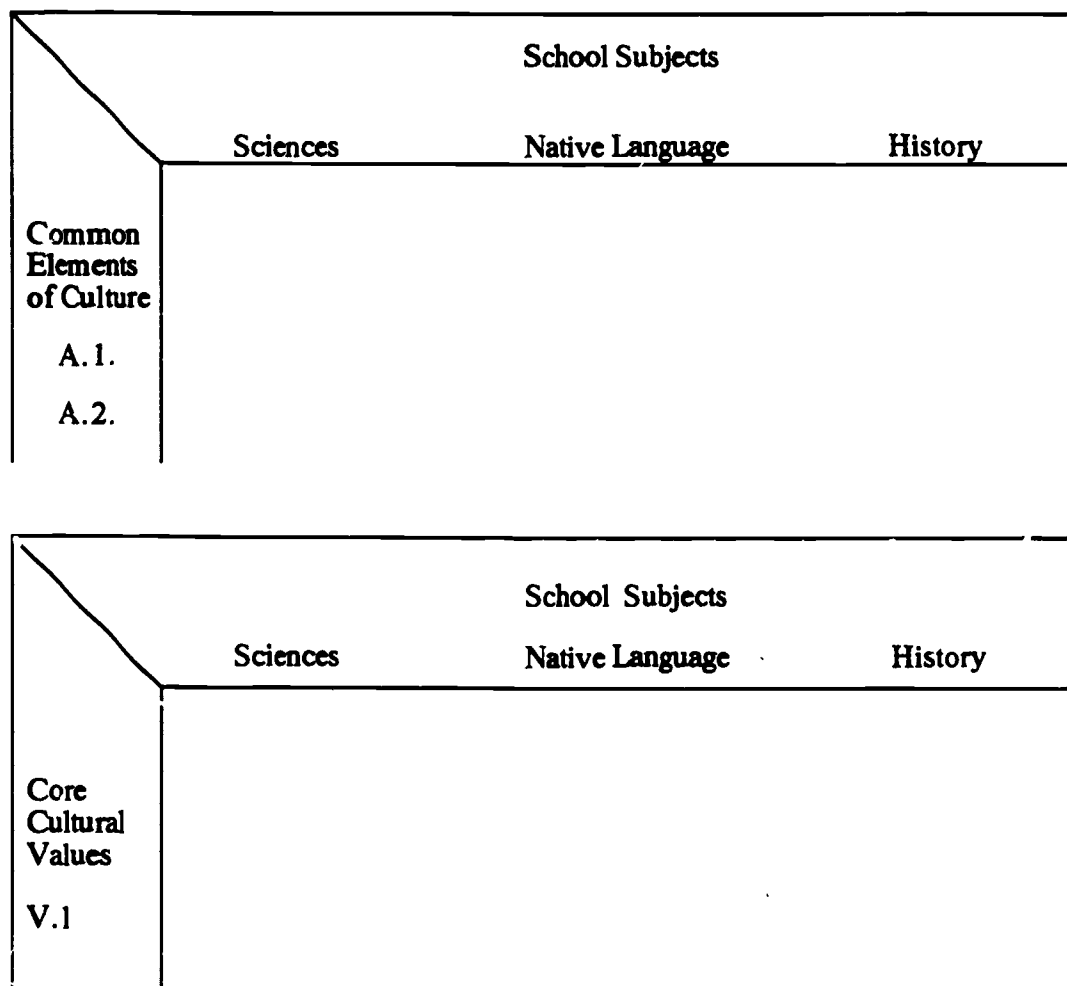 School Subjects
Sciences Native Language History
Common
Elements
of Culture
A.1.
A.2.
School Subjects
Sciences Native Language History
Core
Cultural
Values
V.1